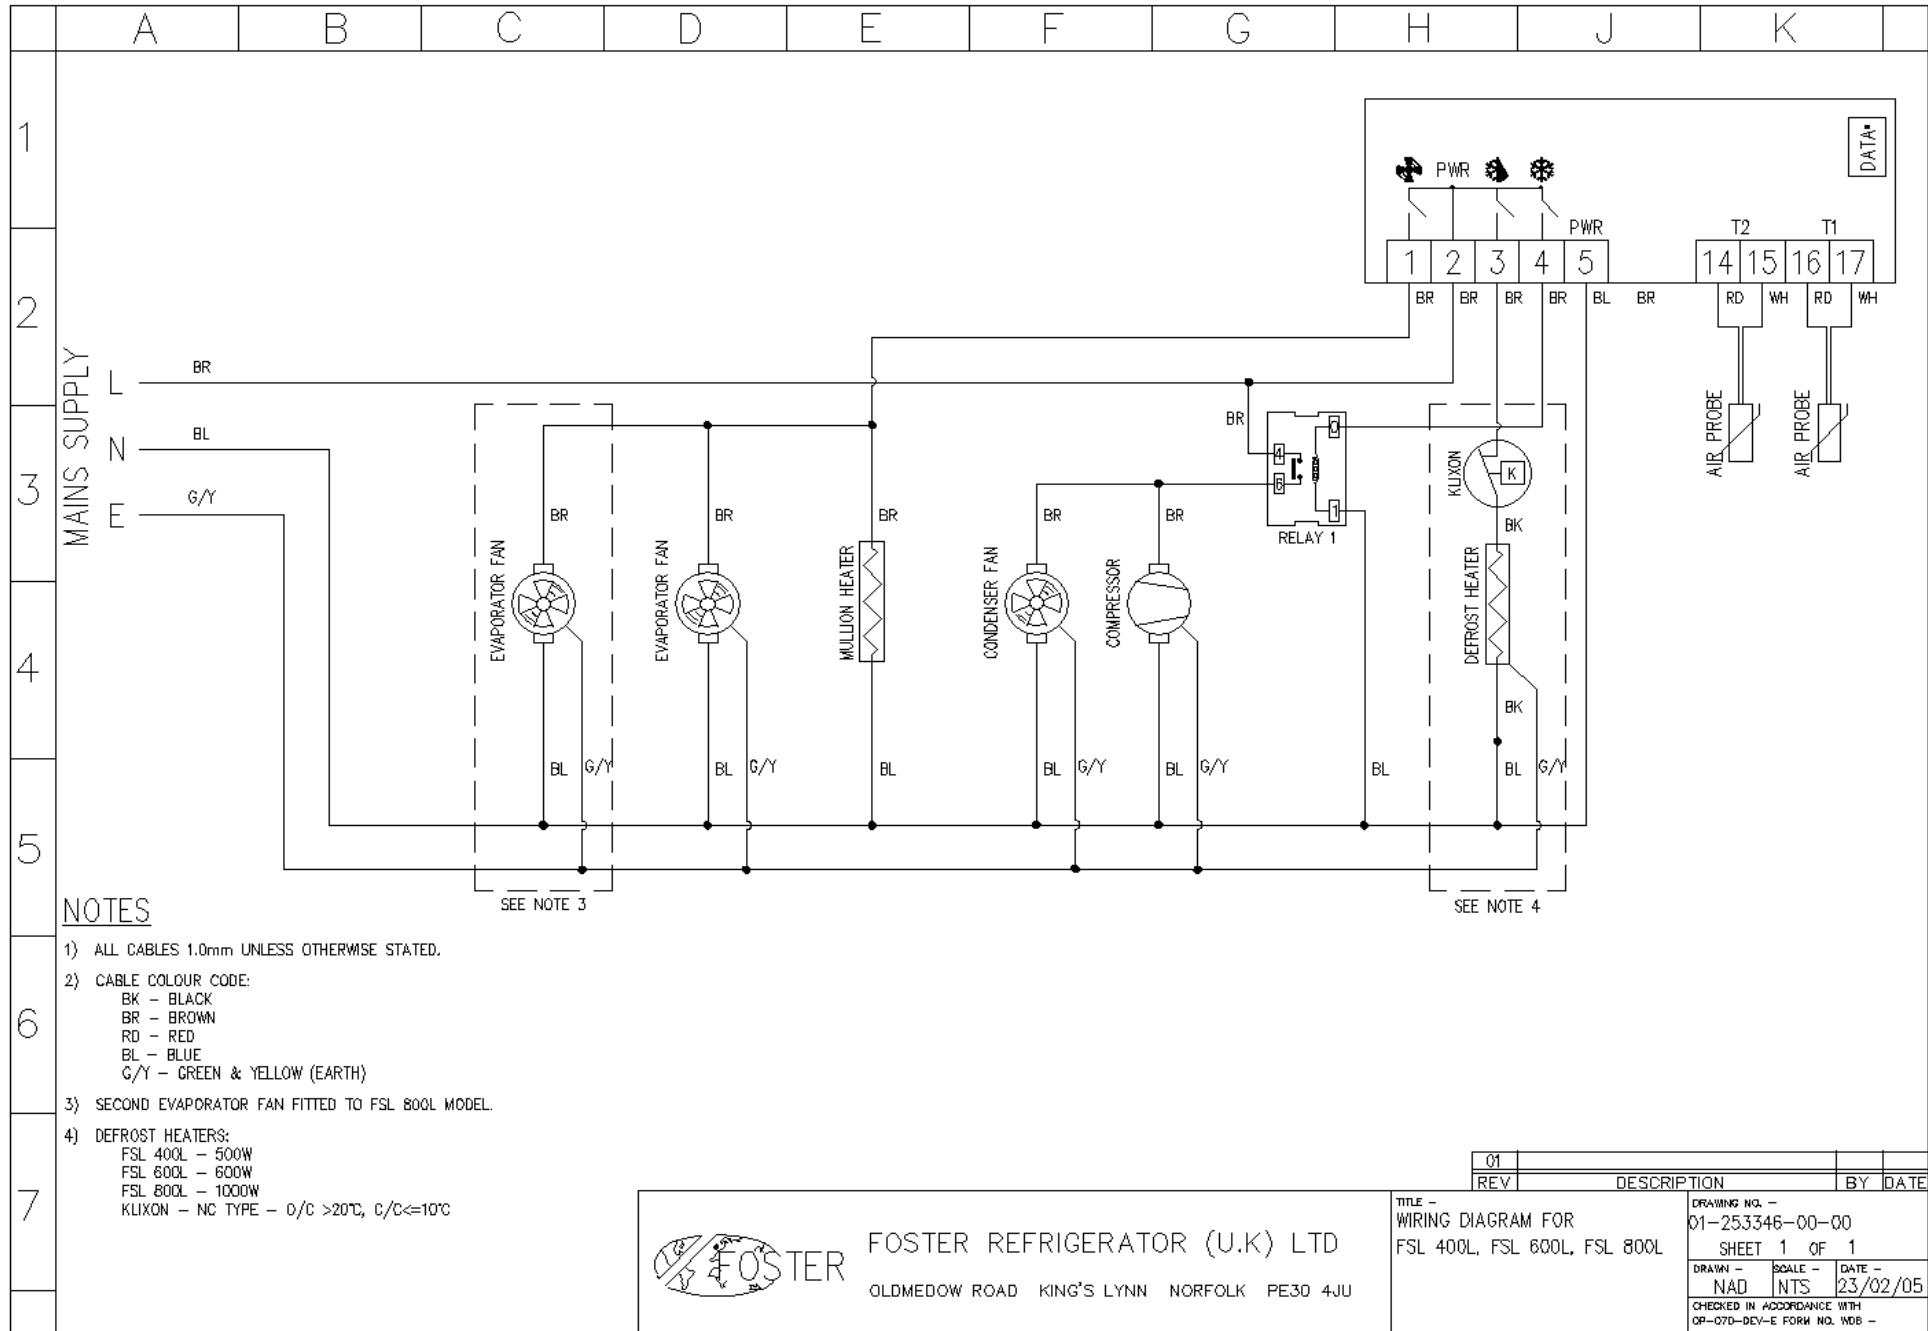 A B C D E F G H J K
1
2
3
4
5
6
7
DATA
PWR
PWR
T2 T1
1 2 3 4 5 14 15 16 17
BR BR BR BR BL BR RD WH RD WH
MAINS SUPPLY
L BR
N BL
E G/Y
BR
4
6
0
1
RELAY 1
KLIXON
K
AIR PROBE
AIR PROBE
BR BR BR BR BR BK
EVAPORATOR FAN
EVAPORATOR FAN
MULLION HEATER
CONDENSER FAN
COMPRESSOR
DEFROST HEATER
BK
BL G/Y BL G/Y BL BL G/Y BL G/Y BL BL G/Y
SEE NOTE 3
SEE NOTE 4
NOTES
1) ALL CABLES 1.0mm UNLESS OTHERWISE STATED.
2) CABLE COLOUR CODE:
BK - BLACK
BR - BROWN
RD - RED
BL - BLUE
G/Y - GREEN & YELLOW (EARTH)
3) SECOND EVAPORATOR FAN FITTED TO FSL 800L MODEL.
4) DEFROST HEATERS:
FSL 400L - 500W
FSL 600L - 600W
FSL 800L - 1000W
KLIXON - NC TYPE - O/C >20°C, C/C<=10°C
01
REV DESCRIPTION BY DATE
FOSTER
FOSTER REFRIGERATOR (U.K) LTD
OLDMEDOW ROAD KING'S LYNN NORFOLK PE30 4JU
TITLE -
WIRING DIAGRAM FOR
FSL 400L, FSL 600L, FSL 800L
DRAWING NO. -
01-253346-00-00
SHEET 1 OF 1
DRAWN - SCALE - DATE -
NAD NTS 23/02/05
CHECKED IN ACCORDANCE WITH
OP-07D-DEV-E FORM NO. WDB -